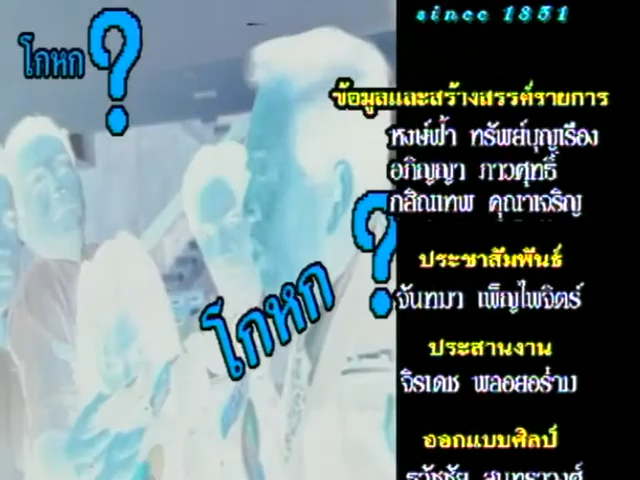 since 1851
โกหก?
ข้อมูลและสร้างสรรค์รายการ
หงษ์ฟ้า ทรัพย์บุญเรือง
อภิญญา ภาวศุทธิ์
กสิณเทพ คุณาเจริญ
ประชาสัมพันธ์
จันทมา เพ็ญไพจิตร์
โกหก?
ประสานงาน
จิรเดช พลอยอร่าม
ออกแบบศิลป์
ธวัชชัย